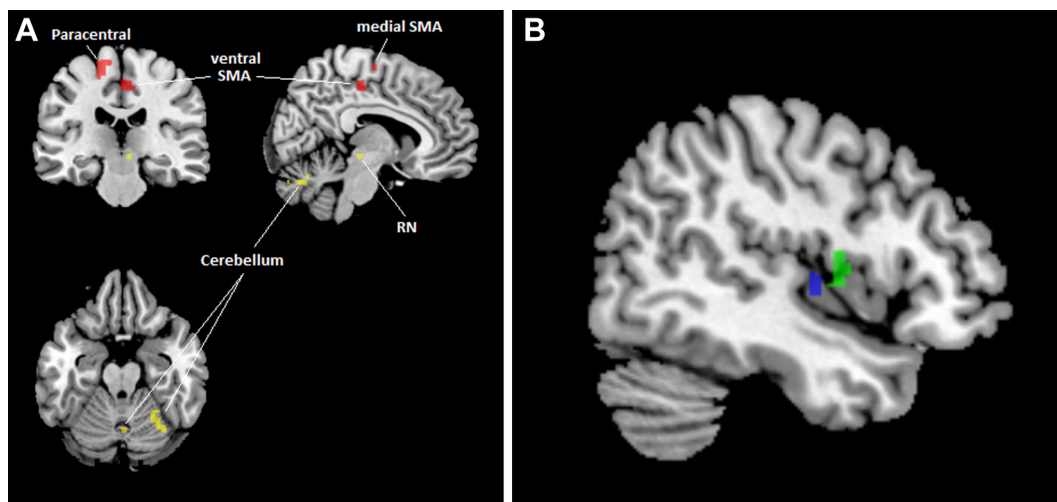 A
Paracentral
ventral
SMA
medial SMA
RN
Cerebellum
B